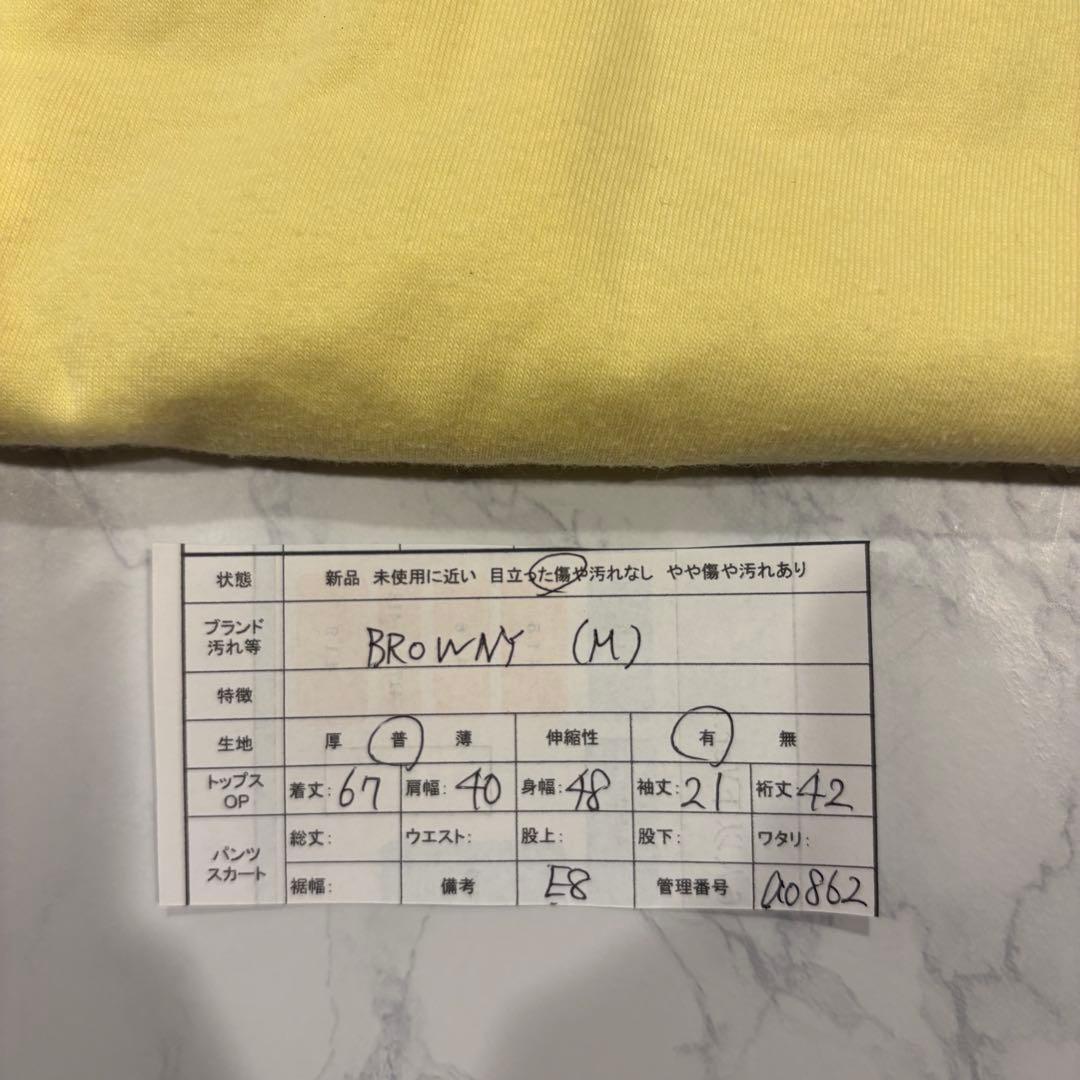 状態 新品 未使用に近い 目立った傷や汚れなし やや傷や汚れあり
ブランド
汚れ等 BROWNY (M)
特徴
生地 厚 普 薄 伸縮性 有 無
トップス
OP 着丈:67 肩幅:40 身幅:48 袖丈:21 裄丈:42
パンツ
スカート 総丈: ウエスト: 股上: 股下: ワタリ:
裾幅: 備考 E8 管理番号 a0862